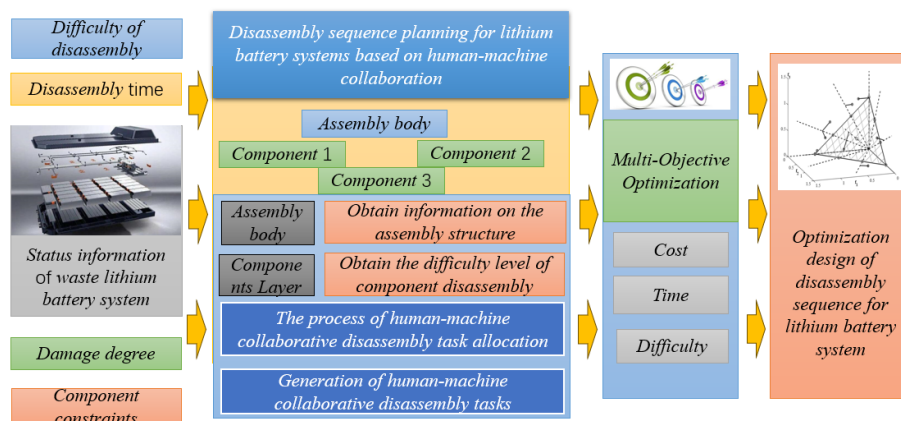 Difficulty of
disassembly
Disassembly time
Status information
of waste lithium
battery system
Damage degree
Component
constraints
Disassembly sequence planning for lithium
battery systems based on human-machine
collaboration
Assembly body
Component 1
Component 2
Component 3
Assembly
body
Obtain information on the
assembly structure
Compone
nts Layer
Obtain the difficulty level of
component disassembly
The process of human-machine
collaborative disassembly task allocation
Generation of human-machine
collaborative disassembly tasks
Multi-Objective
Optimization
Cost
Time
Difficulty
Optimization
design of
disassembly
sequence for
lithium battery
system